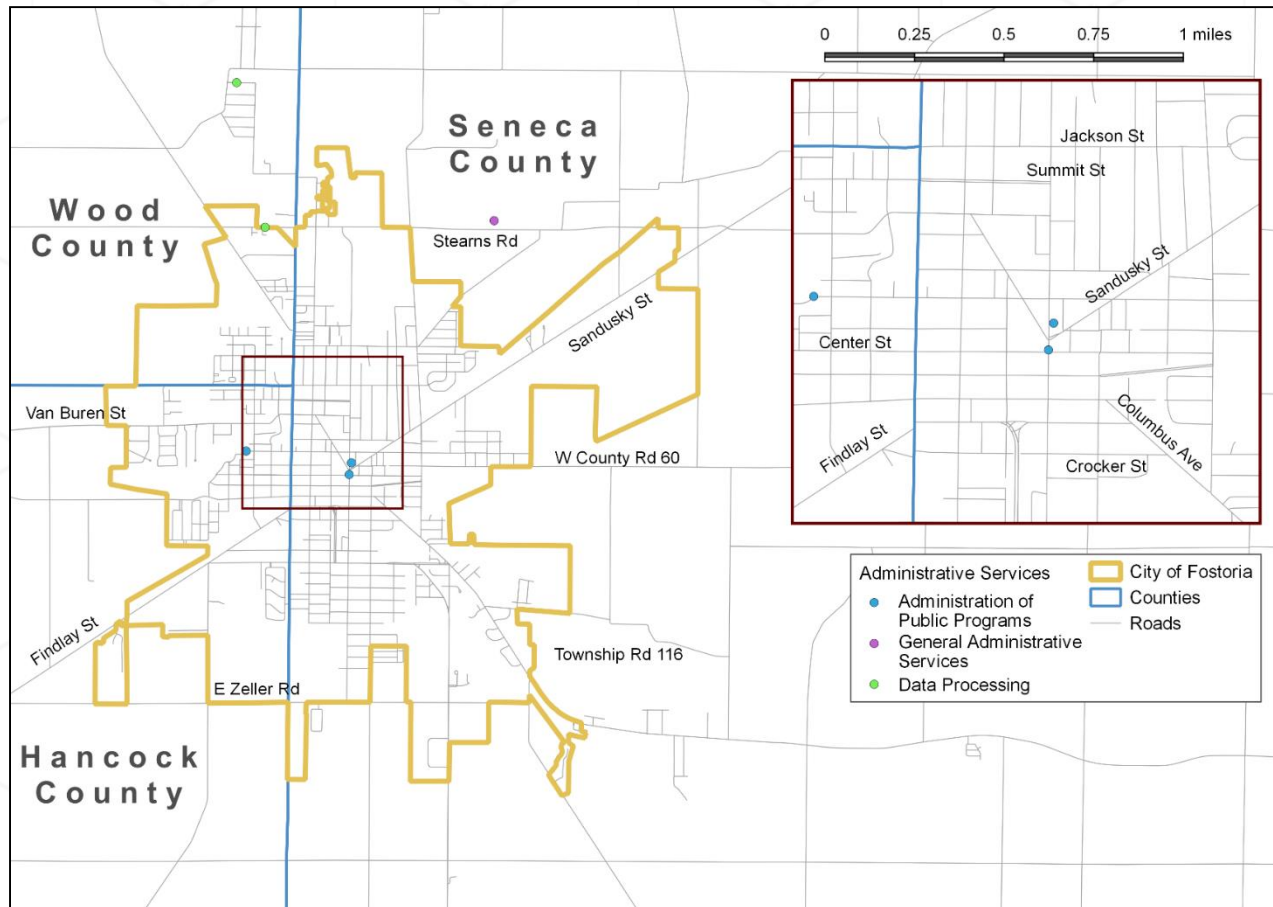 0 0.25 0.5 0.75 1 miles
Seneca
County
Wood
County
Stearns Rd
Sandusky St
Van Buren St
W County Rd 60
Findlay St
Township Rd 116
E Zeller Rd
Hancock
County
Jackson St
Summit St
Sandusky St
Center St
Columbus Ave
Findlay St
Crocker St
Administrative Services
Administration of
Public Programs
General Administrative
Services
Data Processing
City of Fostoria
Counties
Roads